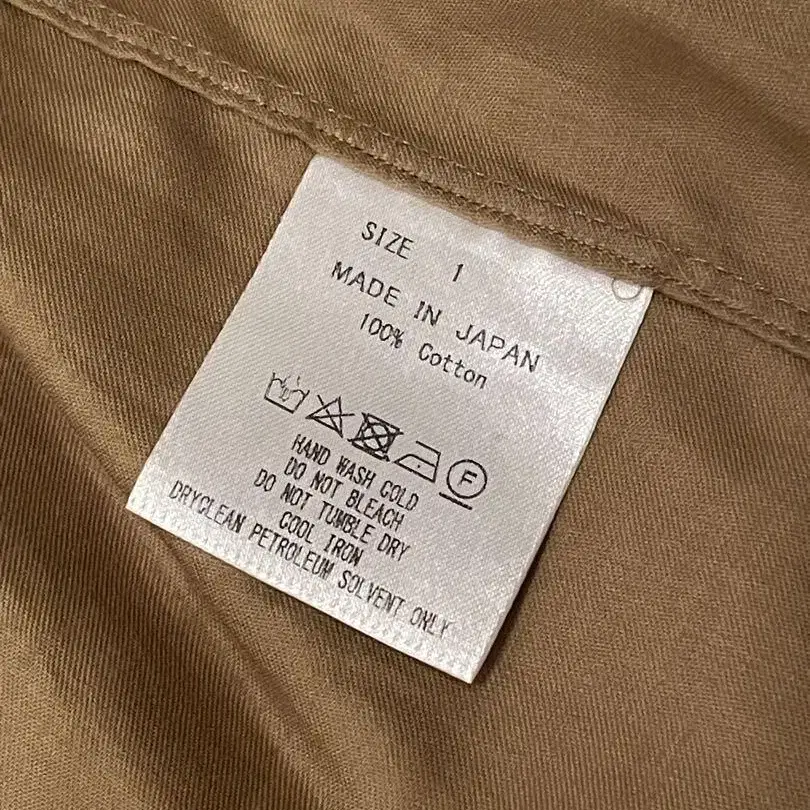 SIZE 1
MADE IN JAPAN
100% Cotton
F
HAND WASH COLD
DO NOT BLEACH
DO NOT TUMBLE DRY
COOL IRON
DRYCLEAN PETROLEUM SOLVENT ONLY